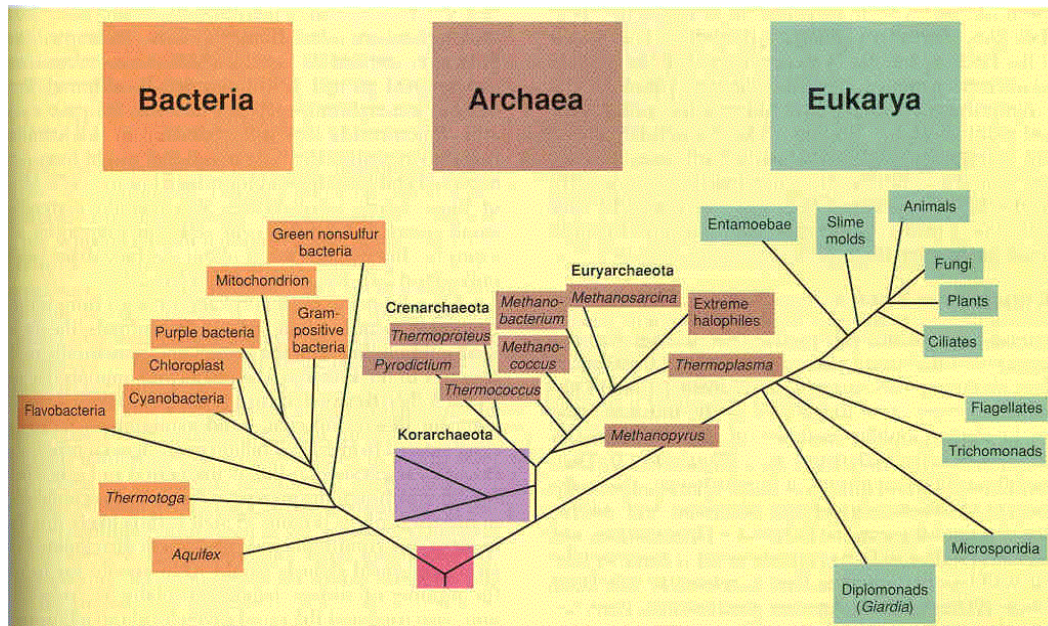 Bacteria
Archaea
Eukarya
Green nonsulfur
bacteria
Mitochondrion
Gram-
positive
bacteria
Purple bacteria
Chloroplast
Cyanobacteria
Flavobacteria
Thermotoga
Aquifex
Crenarchaeota
Thermoproteus
Pyrodictium
Korarchaeota
Euryarchaeota
Methano-
bacterium
Methanosarcina
Methano-
coccus
Thermococcus
Extreme
halophiles
Thermoplasma
Methanopyrus
Entamoebae
Slime
molds
Animals
Fungi
Plants
Ciliates
Flagellates
Trichomonads
Microsporidia
Diplomonads
(Giardia)